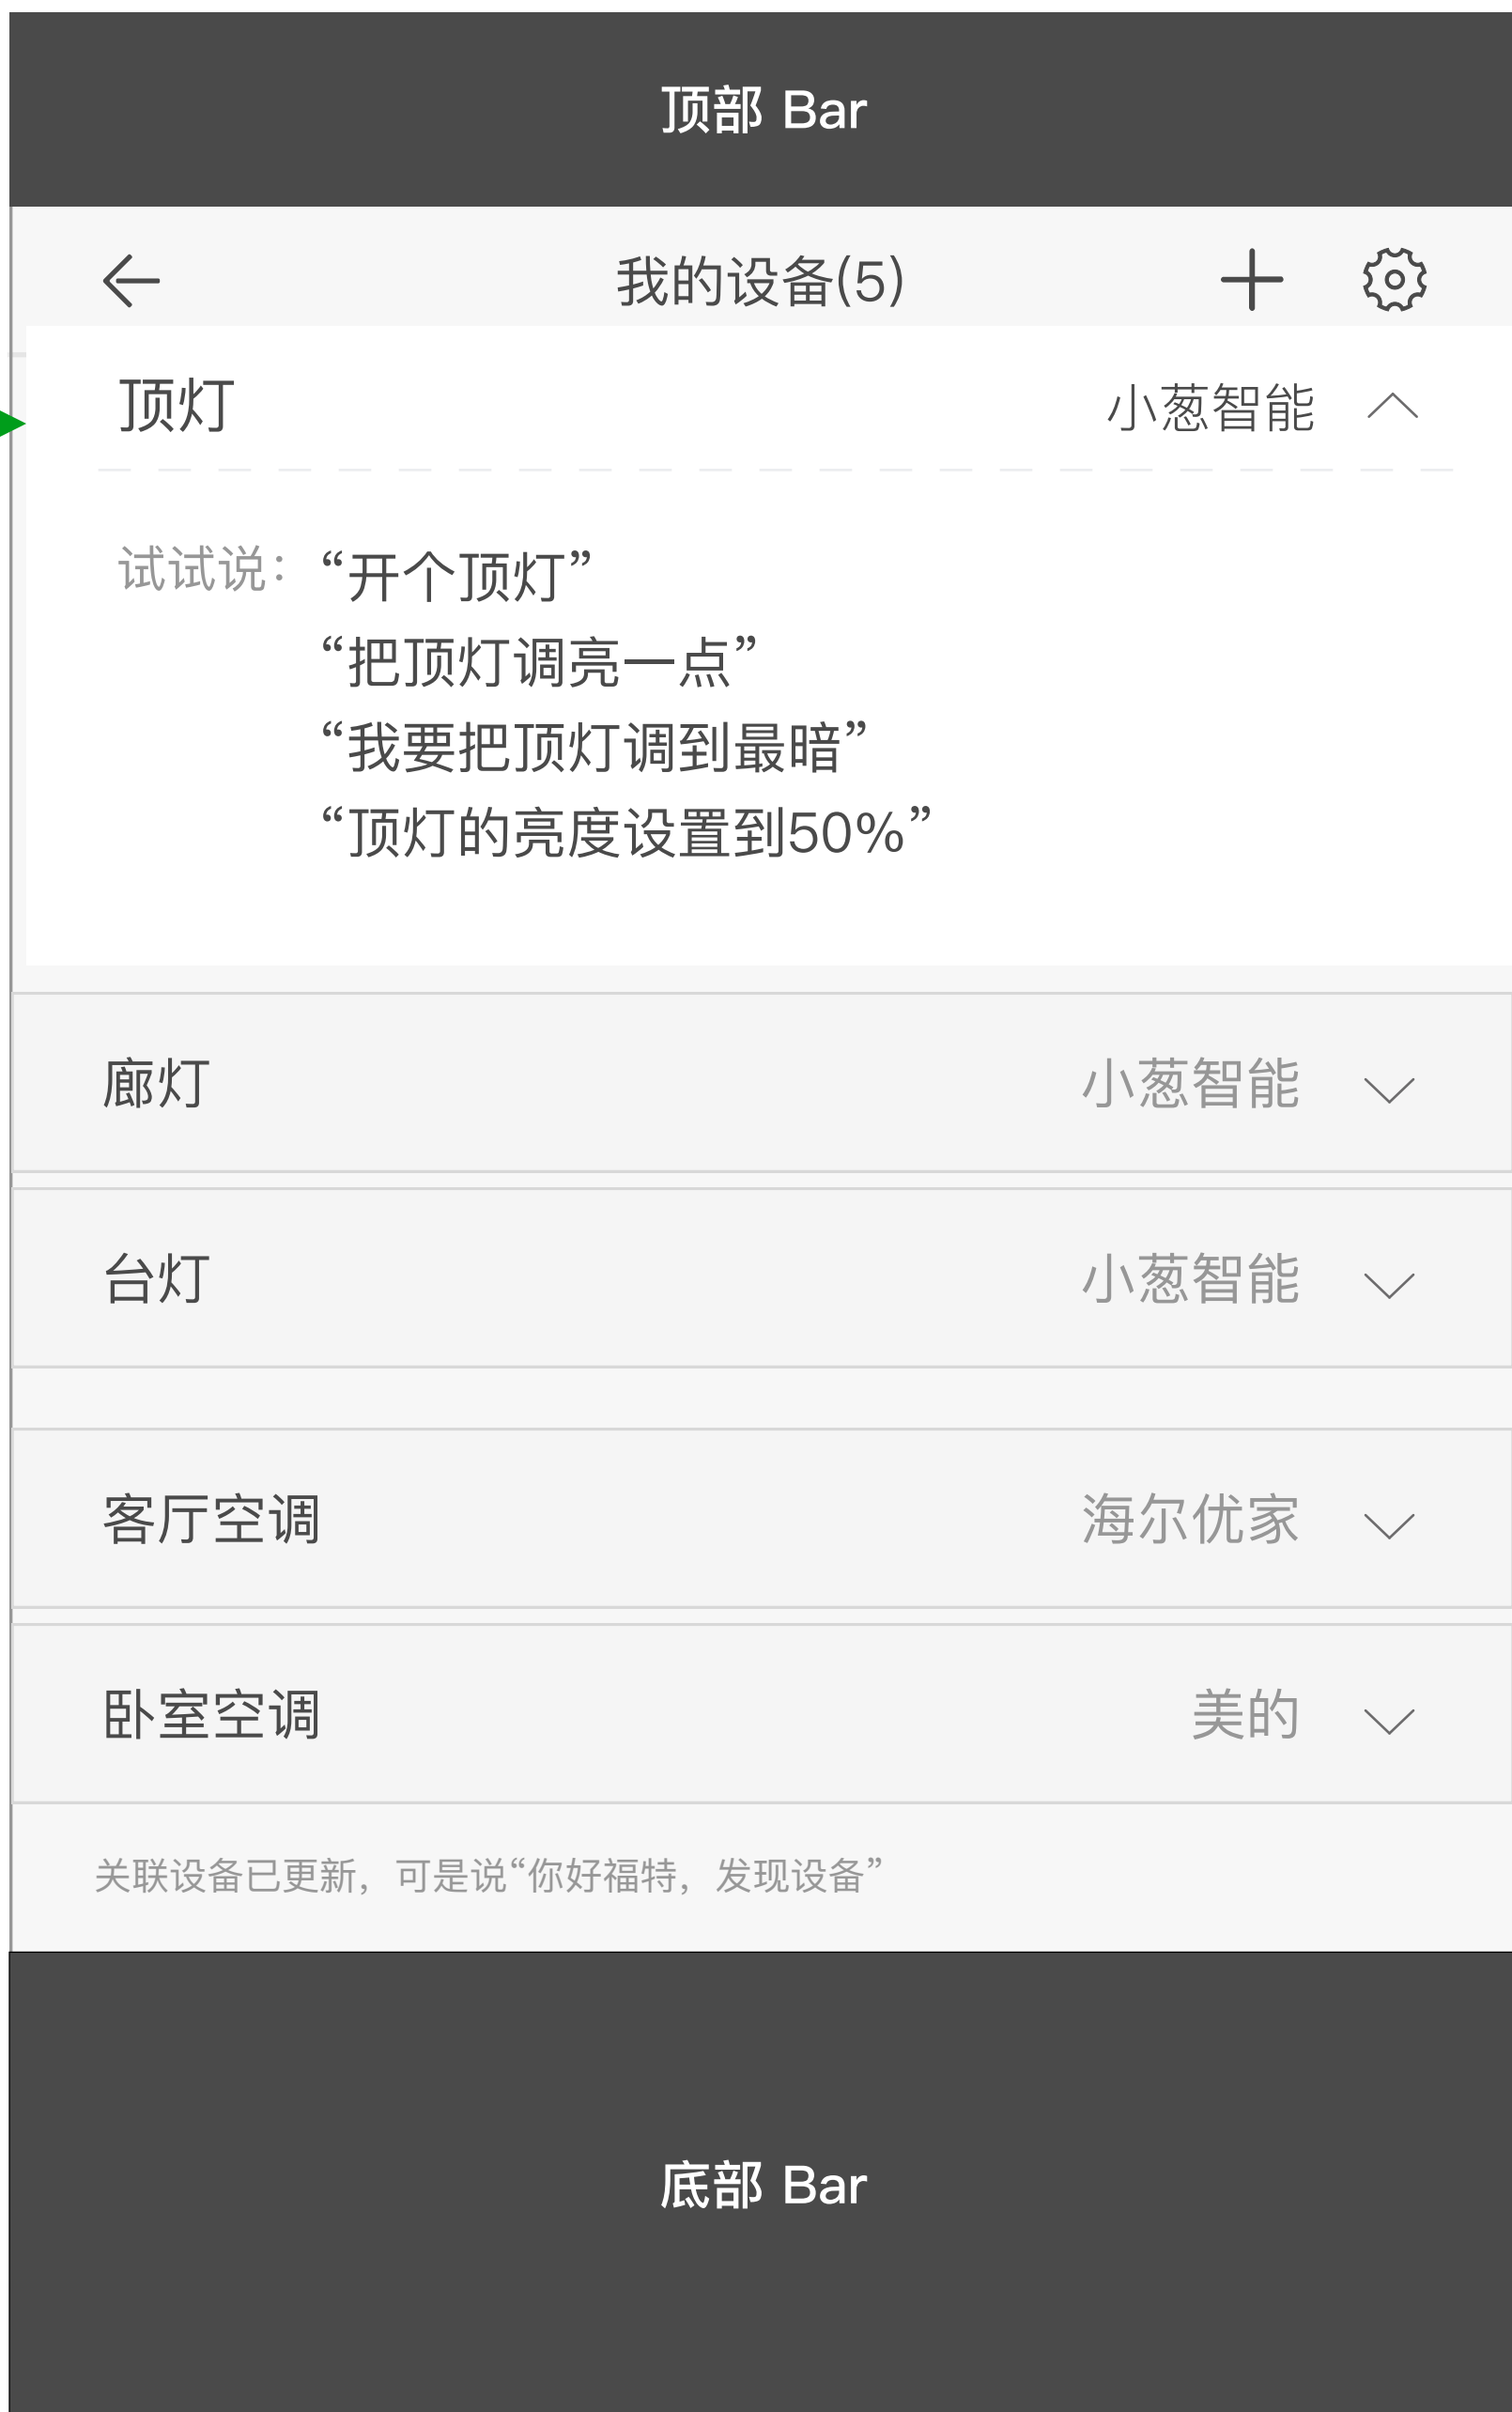 顶部 Bar
我的设备(5)
顶灯 小葱智能
试试说：“开个顶灯”
“把顶灯调亮一点”
“我要把顶灯调到最暗”
“顶灯的亮度设置到50%”
廊灯 小葱智能
台灯 小葱智能
客厅空调 海尔优家
卧室空调 美的
关联设备已更新，可尝试说“你好福特，发现设备”
底部 Bar